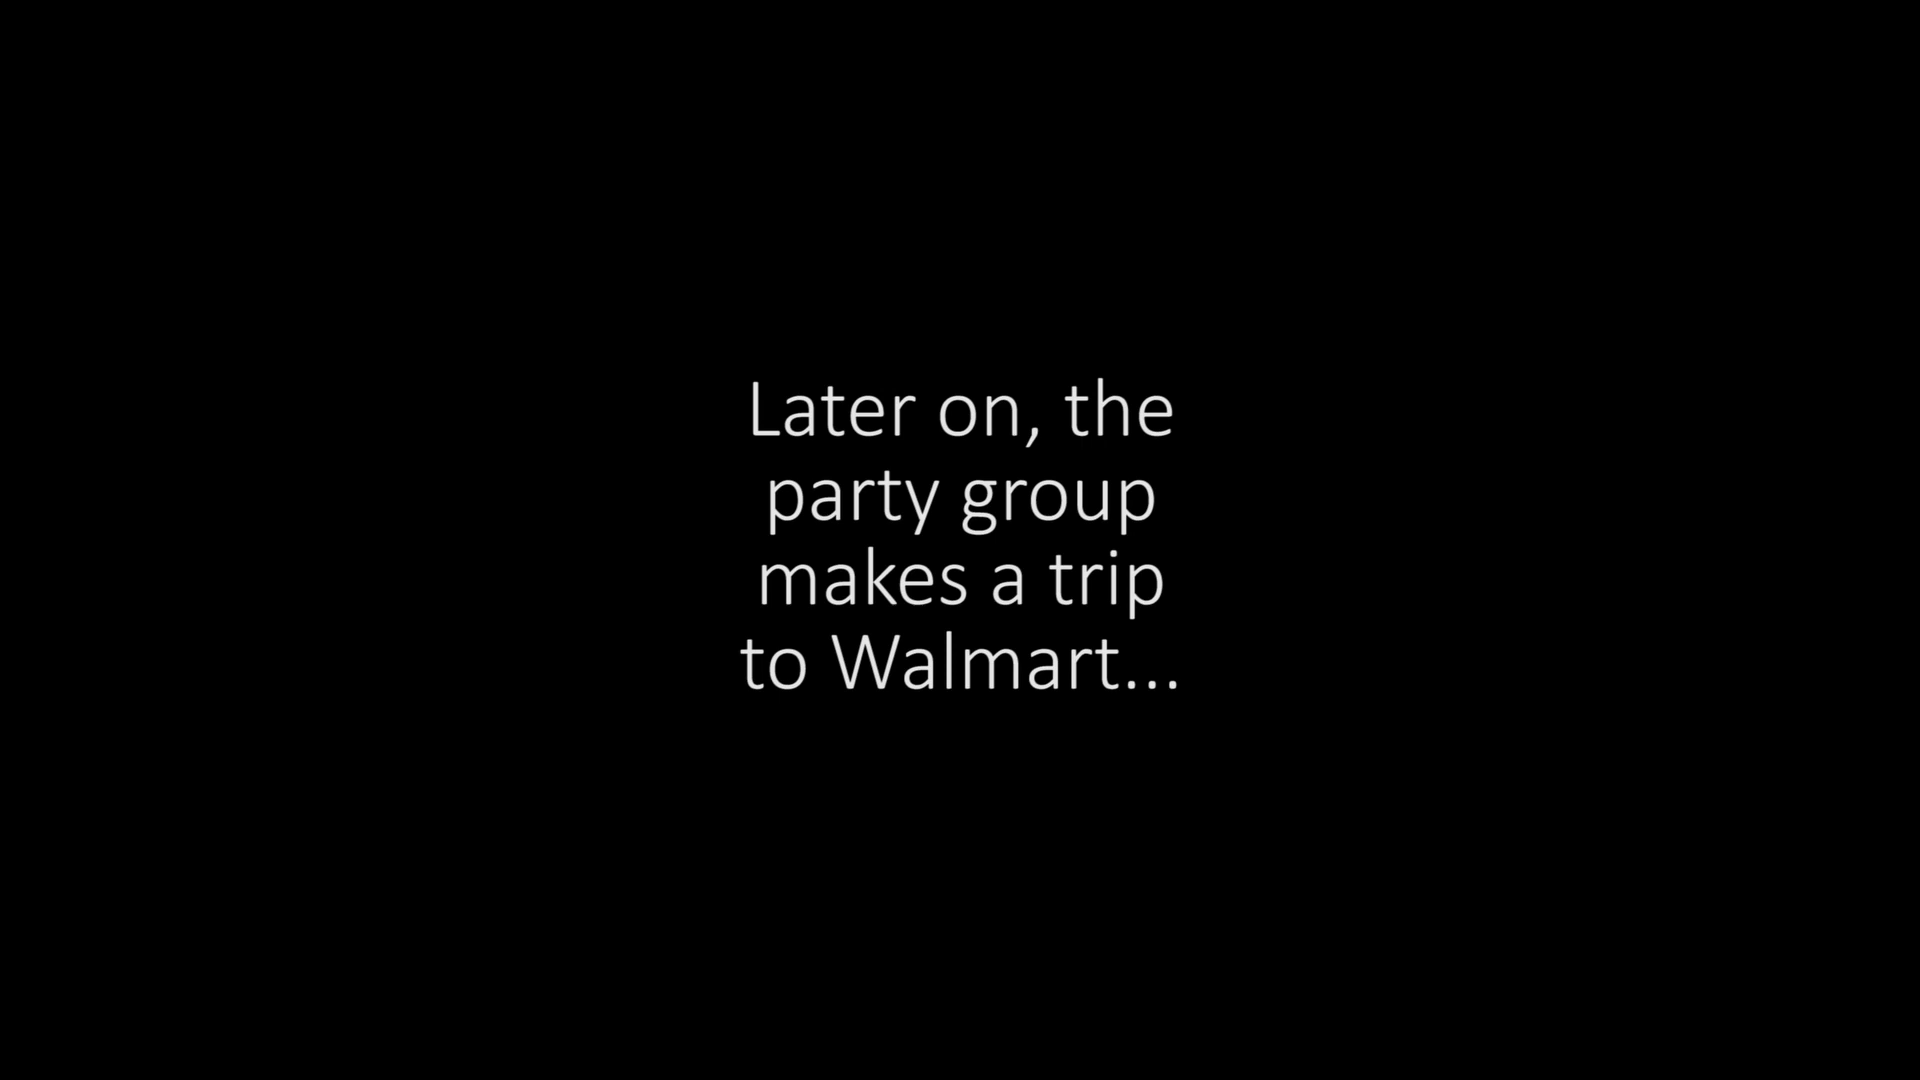 Later on, the
party group
makes a trip
to Walmart...